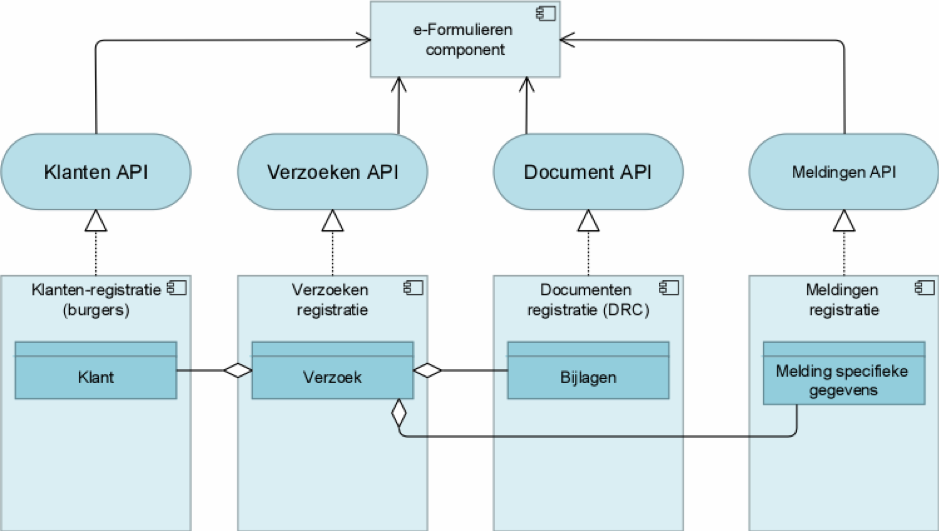 e-Formulieren
component
Klanten API
Verzoeken API
Document API
Meldingen API
Klanten-registratie
(burgers)
Verzoeken
registratie
Documenten
registratie (DRC)
Meldingen
registratie
Klant
Verzoek
Bijlagen
Melding specifieke
gegevens